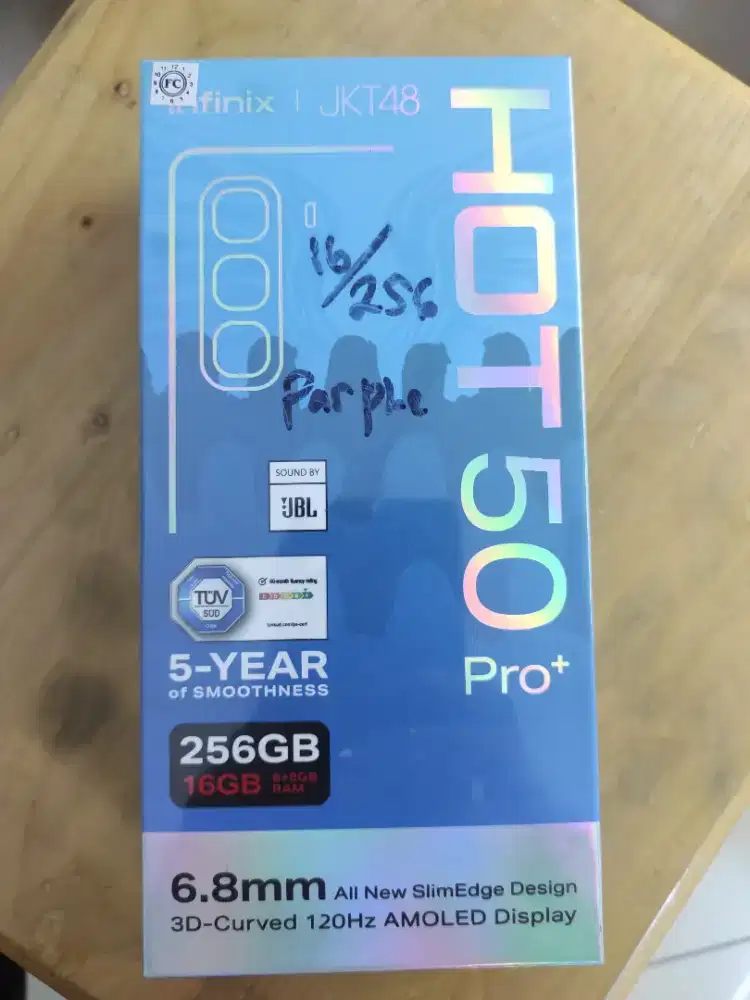 FC
infinix | JKT48
HOT 50
Pro+
16/256
Parple
SOUND BY
JBL
TÜV
SÜD
5-YEAR
of SMOOTHNESS
256GB
16GB 8+8GB
RAM
6.8mm All New SlimEdge Design
3D-Curved 120Hz AMOLED Display